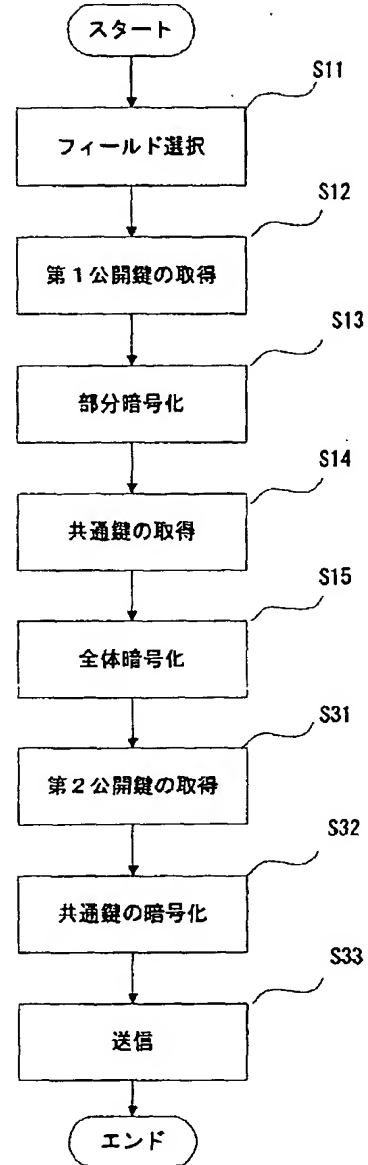 スタート
S11
フィールド選択
S12
第1公開鍵の取得
S13
部分暗号化
S14
共通鍵の取得
S15
全体暗号化
S31
第2公開鍵の取得
S32
共通鍵の暗号化
S33
送信
エンド